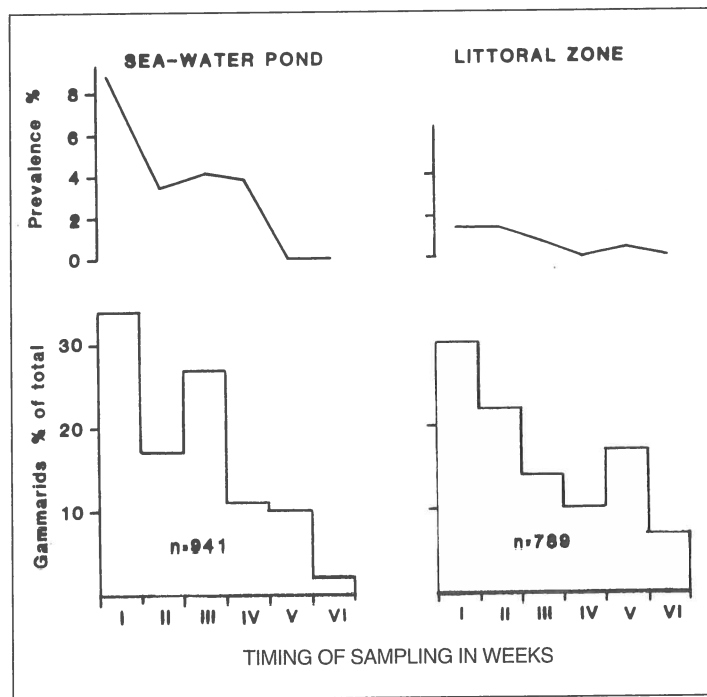 SEA-WATER POND
LITTORAL ZONE
Prevalence %
8
6
4
2
0
Gammarids % of total
30
20
10
n=941
n=789
I II III IV V VI
I II III IV V VI
TIMING OF SAMPLING IN WEEKS